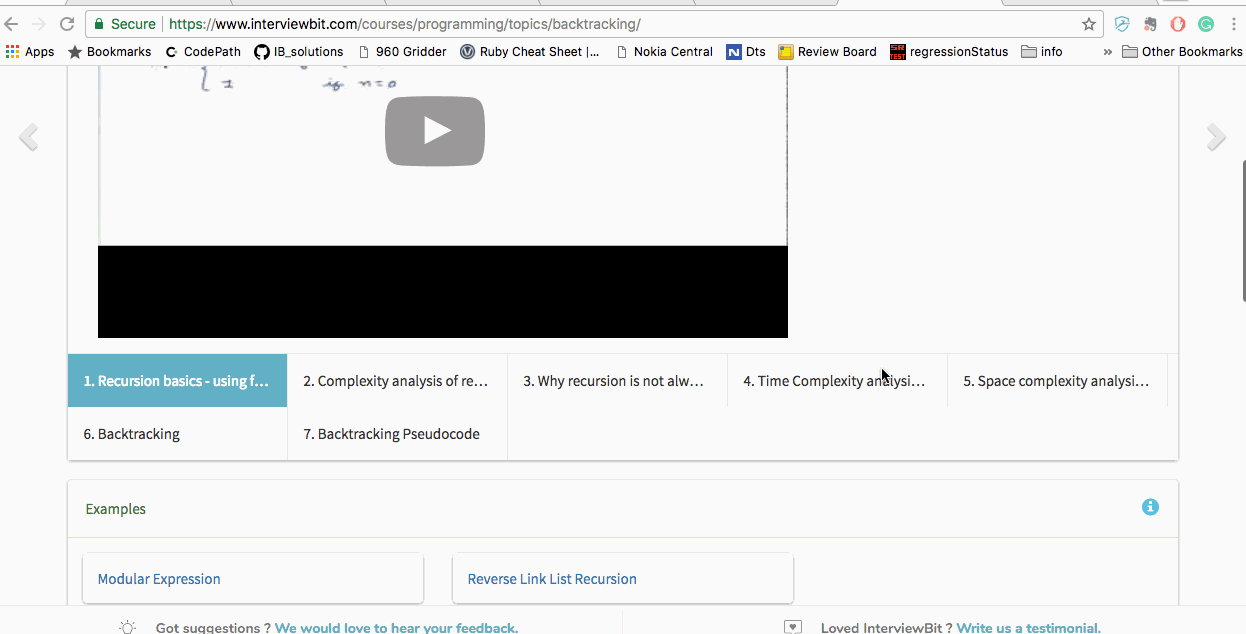 Secure https://www.interviewbit.com/courses/programming/topics/backtracking/
Apps Bookmarks CodePath IB_solutions 960 Gridder Ruby Cheat Sheet |... Nokia Central N Dts Review Board SR TEST regressionStatus info » Other Bookmarks
1 if n=0
1. Recursion basics - using f... 2. Complexity analysis of re... 3. Why recursion is not alw... 4. Time Complexity analysi... 5. Space complexity analysi...
6. Backtracking 7. Backtracking Pseudocode
Examples
Modular Expression Reverse Link List Recursion
Got suggestions ? We would love to hear your feedback. Loved InterviewBit ? Write us a testimonial.